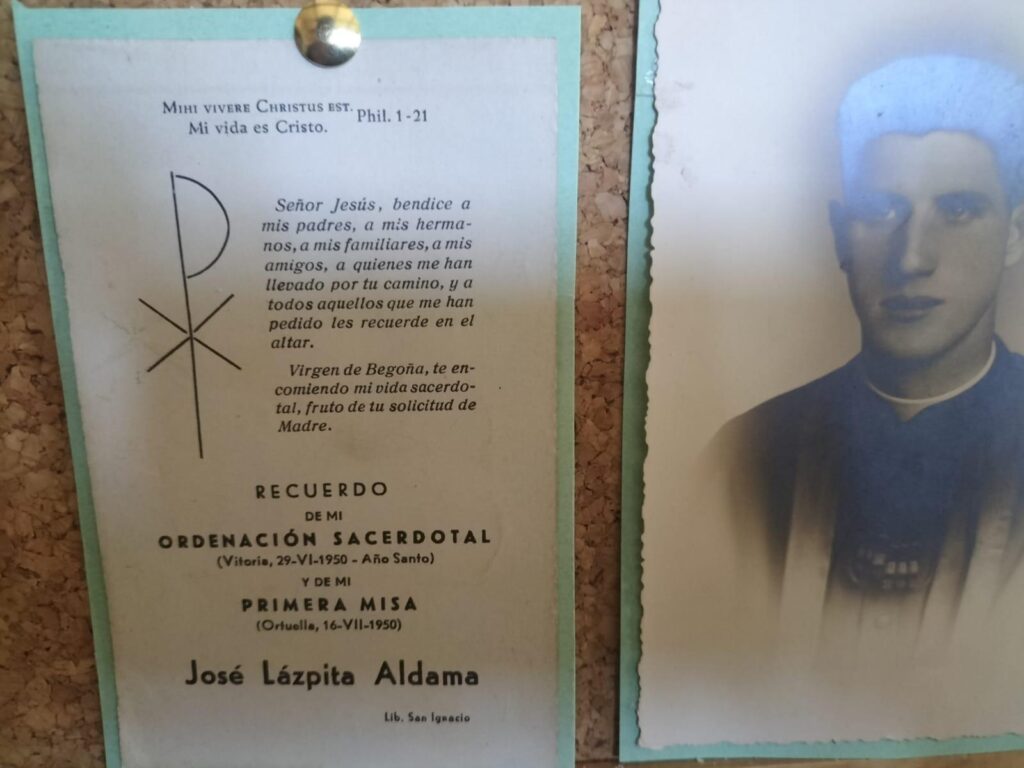 MIHI VIVERE CHRISTUS EST. Phil. 1-21
Mi vida es Cristo.
Señor Jesús, bendice a
mis padres, a mis herma-
nos, a mis familiares, a mis
amigos, a quienes me han
llevado por tu camino, y a
todos aquellos que me han
pedido les recuerde en el
altar.
Virgen de Begoña, te en-
comiendo mi vida sacerdo-
tal, fruto de tu solicitud de
Madre.
RECUERDO
DE MI
ORDENACIÓN SACERDOTAL
(Vitoria, 29-VI-1950 - Año Santo)
Y DE MI
PRIMERA MISA
(Ortuella, 16-VII-1950)
José Lázpita Aldama
Lib. San Ignacio